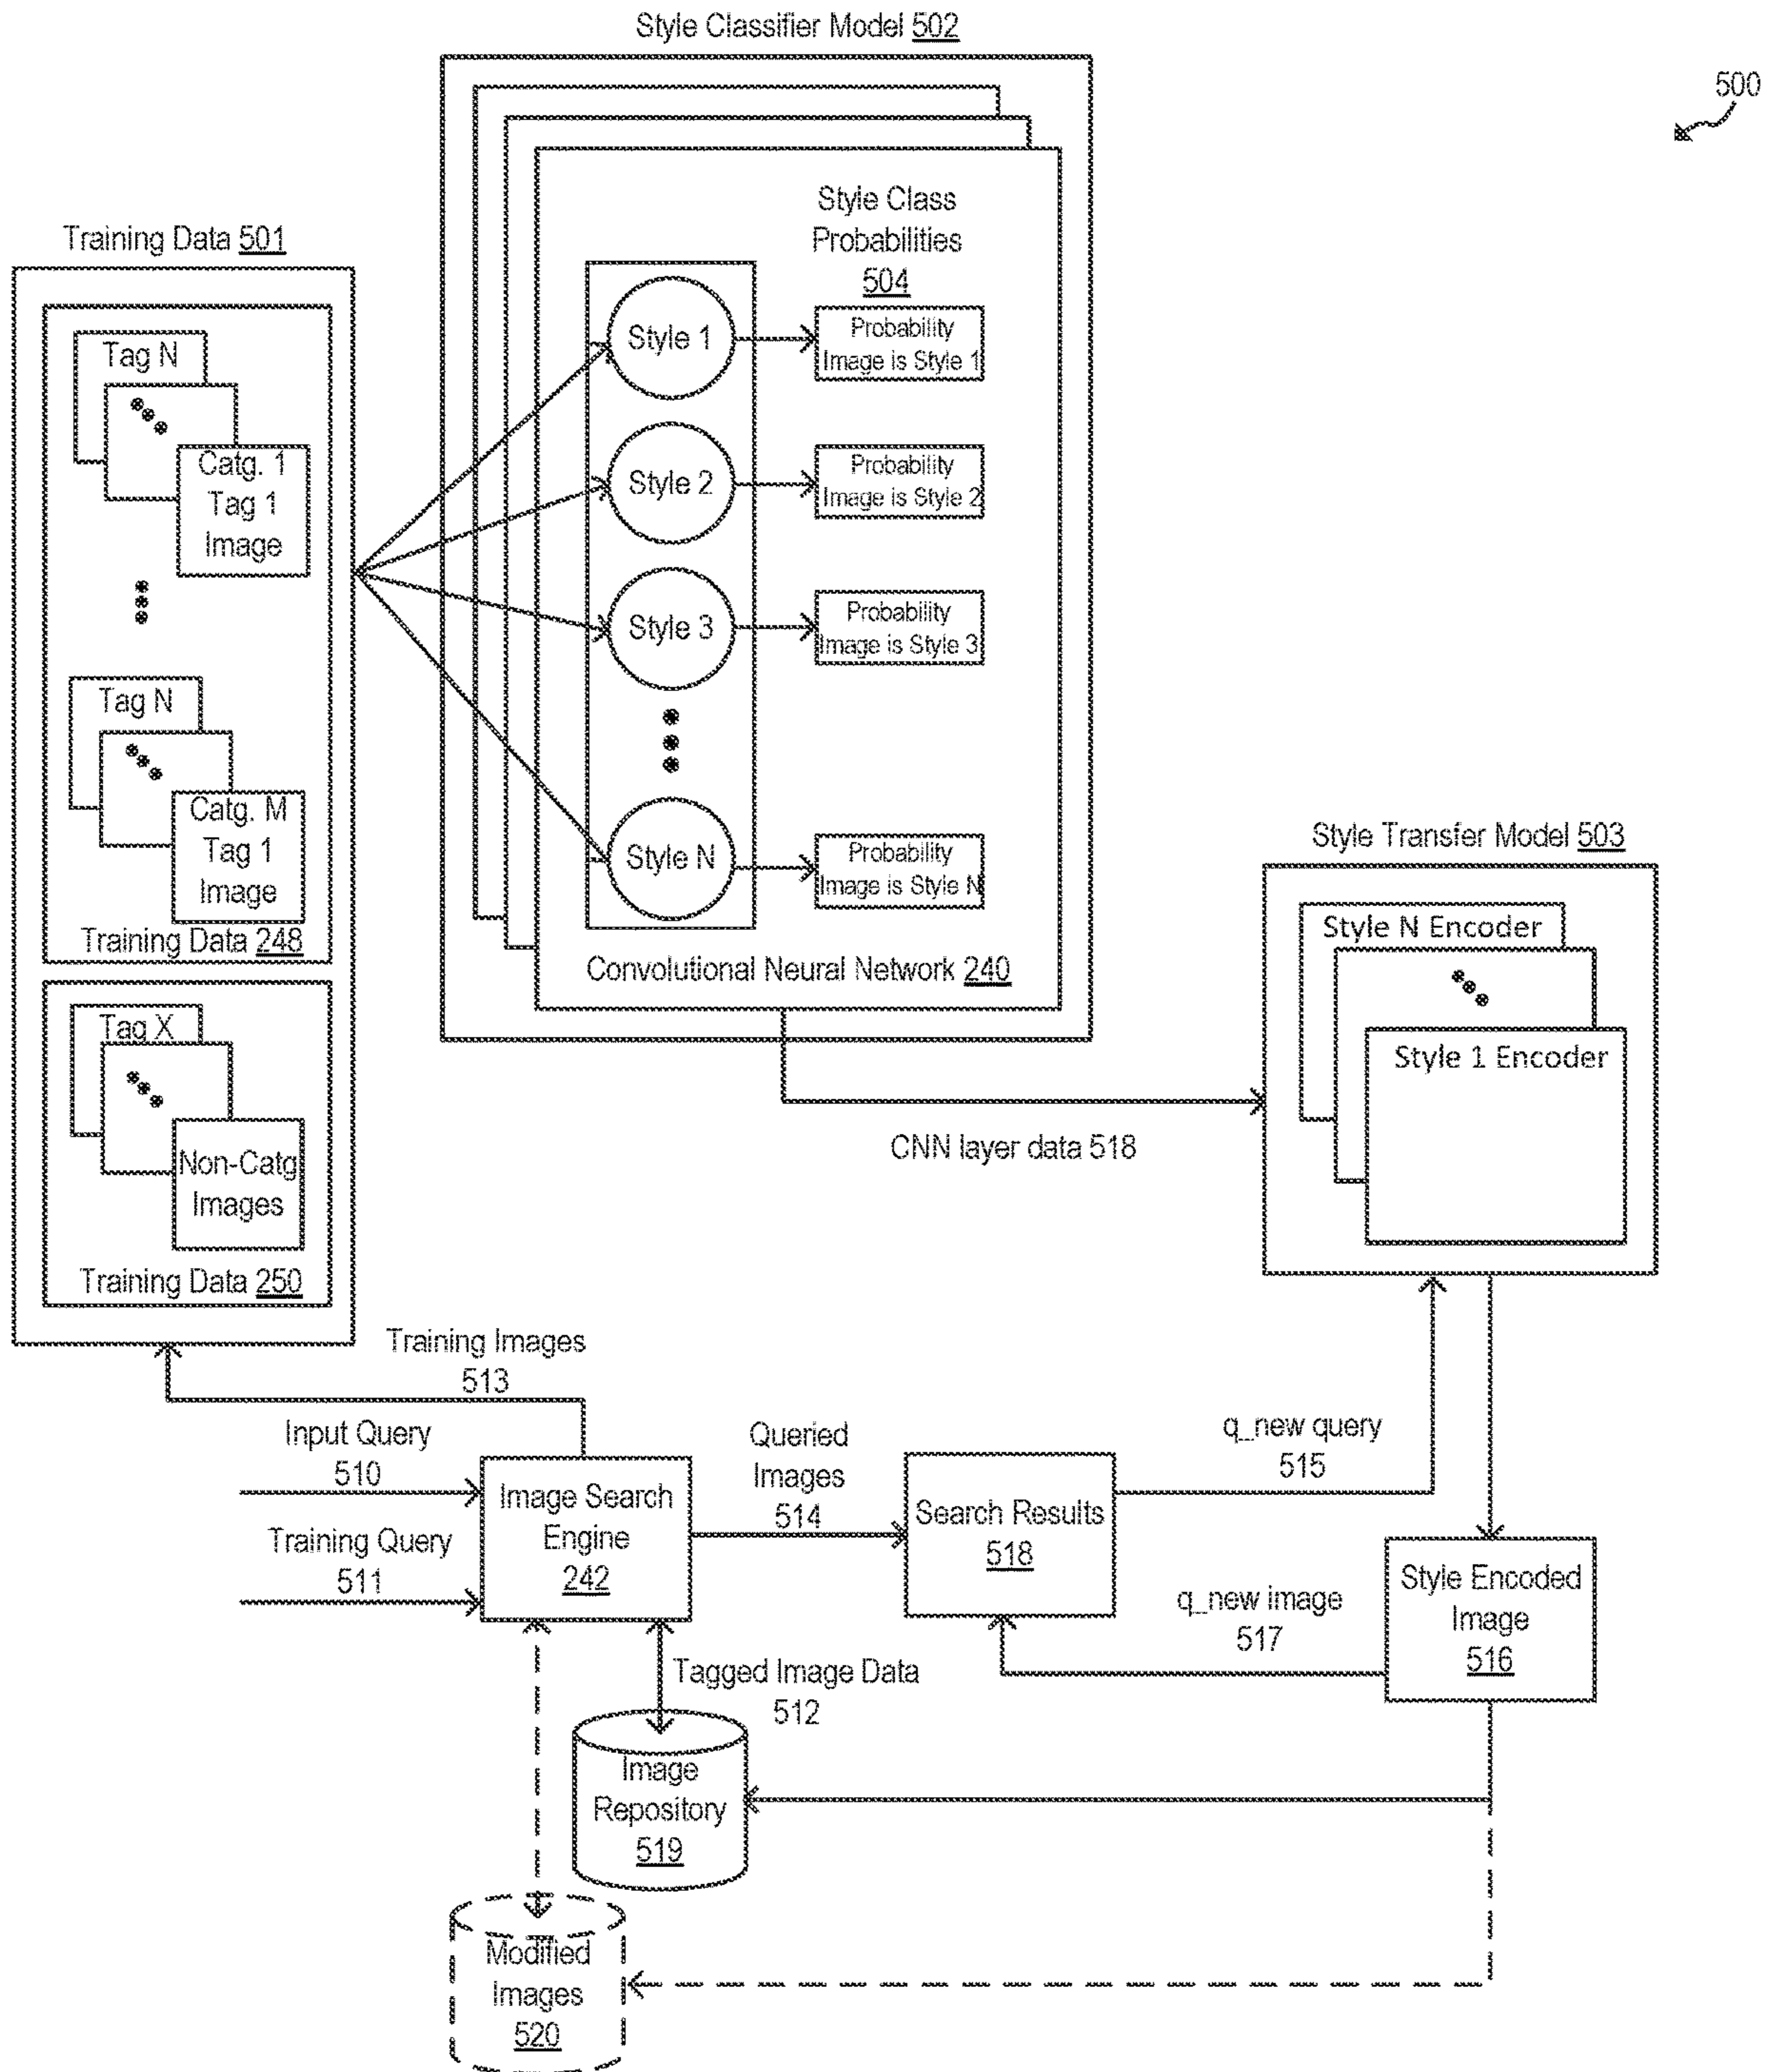 Style Classifier Model 502
500
Training Data 501
Style Class
Probabilities
504
Tag N
Catg. 1
Tag 1
Image
Tag N
Catg. M
Tag 1
Image
Training Data 248
Tag X
Non-Catg
Images
Training Data 250
Style 1
Probability
Image is Style 1
Style 2
Probability
Image is Style 2
Style 3
Probability
Image is Style 3
Style N
Probability
Image is Style N
Convolutional Neural Network 240
Style Transfer Model 503
Style N Encoder
Style 1 Encoder
CNN layer data 518
Training Images
513
Input Query
510
Training Query
511
Image Search
Engine
242
Queried
Images
514
Search Results
518
q_new query
515
q_new image
517
Style Encoded
Image
516
Tagged Image Data
512
Image
Repository
519
Modified
Images
520